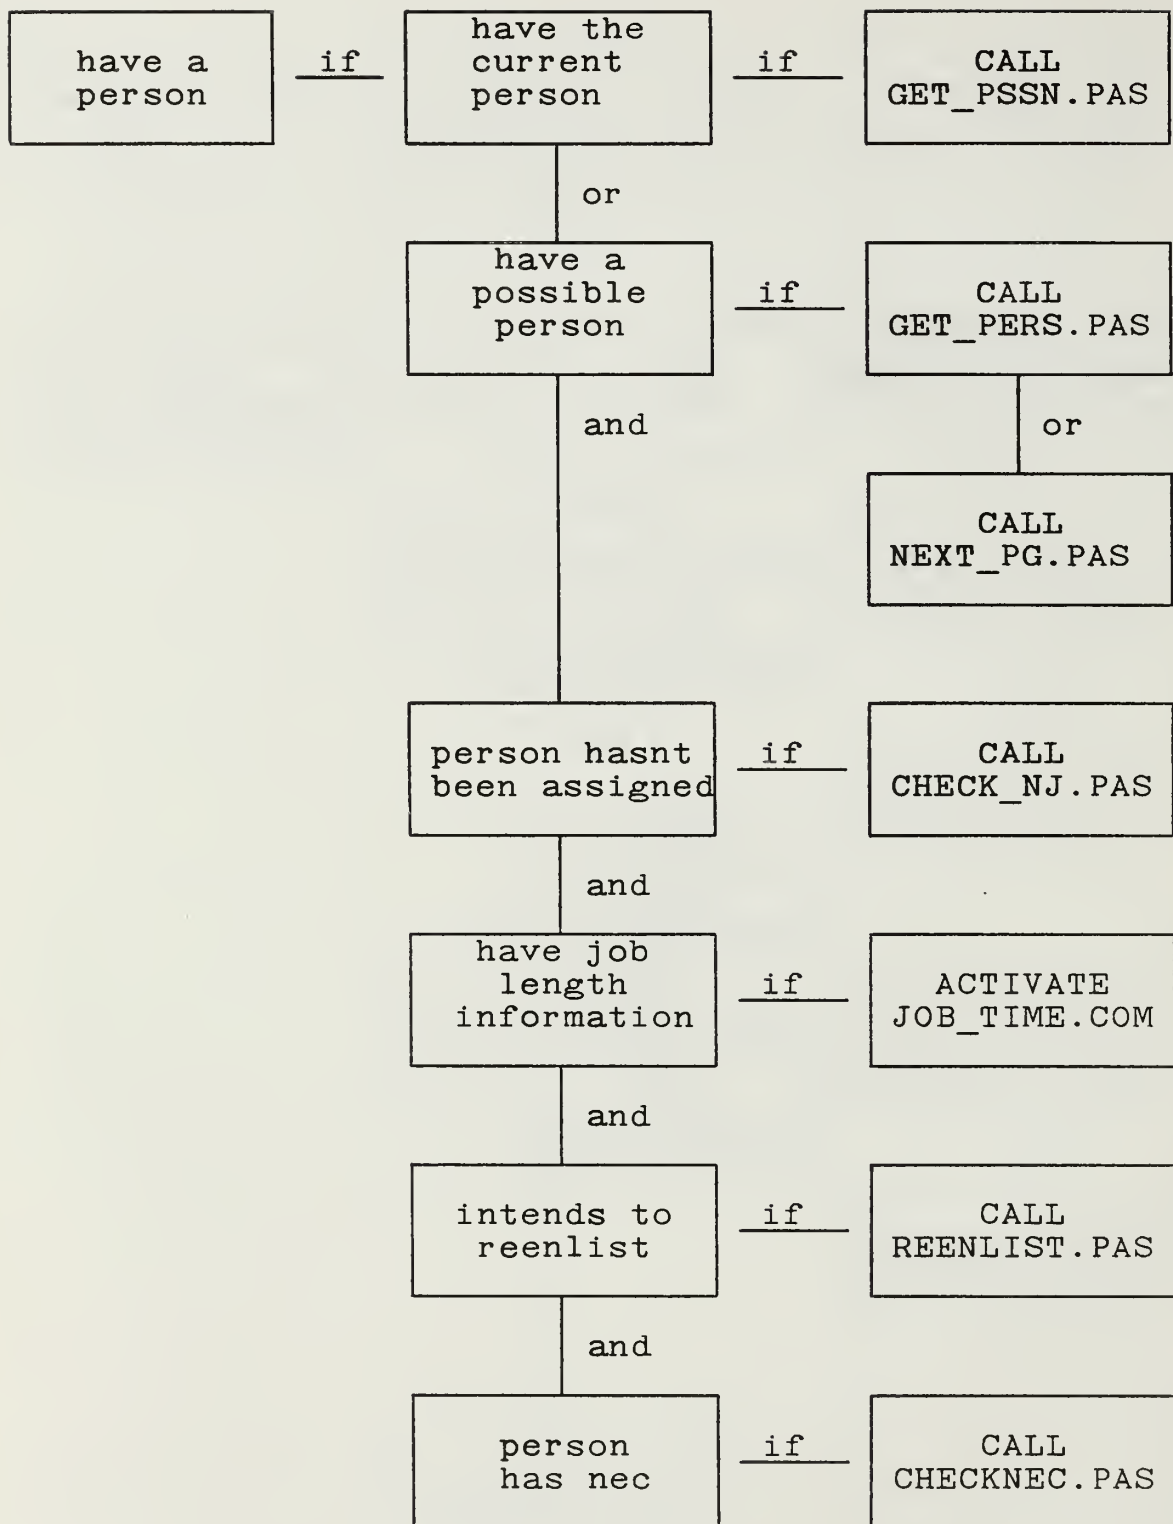 have a
person
if
have the
current
person
if
CALL
GET_PSSN.PAS
or
have a
possible
person
if
CALL
GET_PERS.PAS
and
or
CALL
NEXT_PG.PAS
person hasnt
been assigned
if
CALL
CHECK_NJ.PAS
and
have job
length
information
if
ACTIVATE
JOB_TIME.COM
and
intends to
reenlist
if
CALL
REENLIST.PAS
and
person
has nec
if
CALL
CHECKNEC.PAS